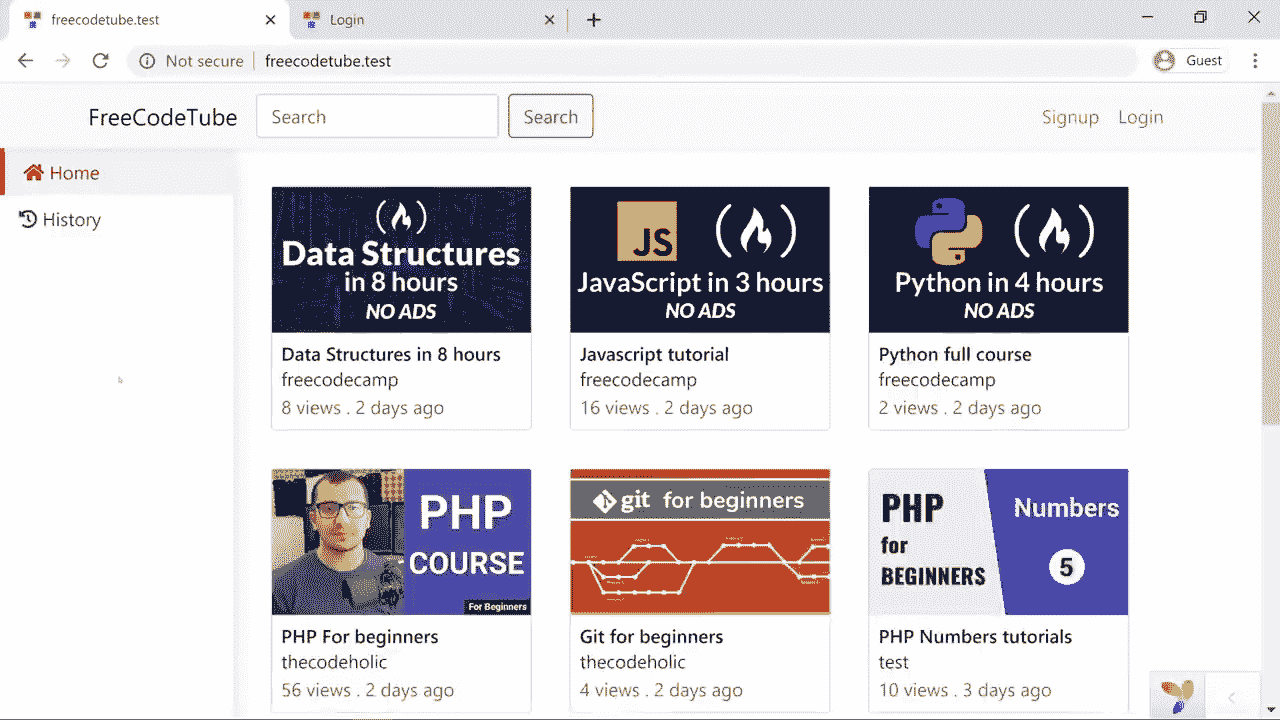 freecodetube.test
Login
Not secure
freecodetube.test
Guest
FreeCodeTube
Search
Search
Signup
Login
Home
History
Data Structures
in 8 hours
NO ADS
Data Structures in 8 hours
freecodecamp
8 views . 2 days ago
JS
JavaScript in 3 hours
NO ADS
Javascript tutorial
freecodecamp
16 views . 2 days ago
Python in 4 hours
NO ADS
Python full course
freecodecamp
2 views . 2 days ago
PHP
COURSE
For Beginners
PHP For beginners
thecodeholic
56 views . 2 days ago
git for beginners
Git for beginners
thecodeholic
4 views . 2 days ago
PHP
for
BEGINNERS
Numbers
5
PHP Numbers tutorials
test
10 views . 3 days ago